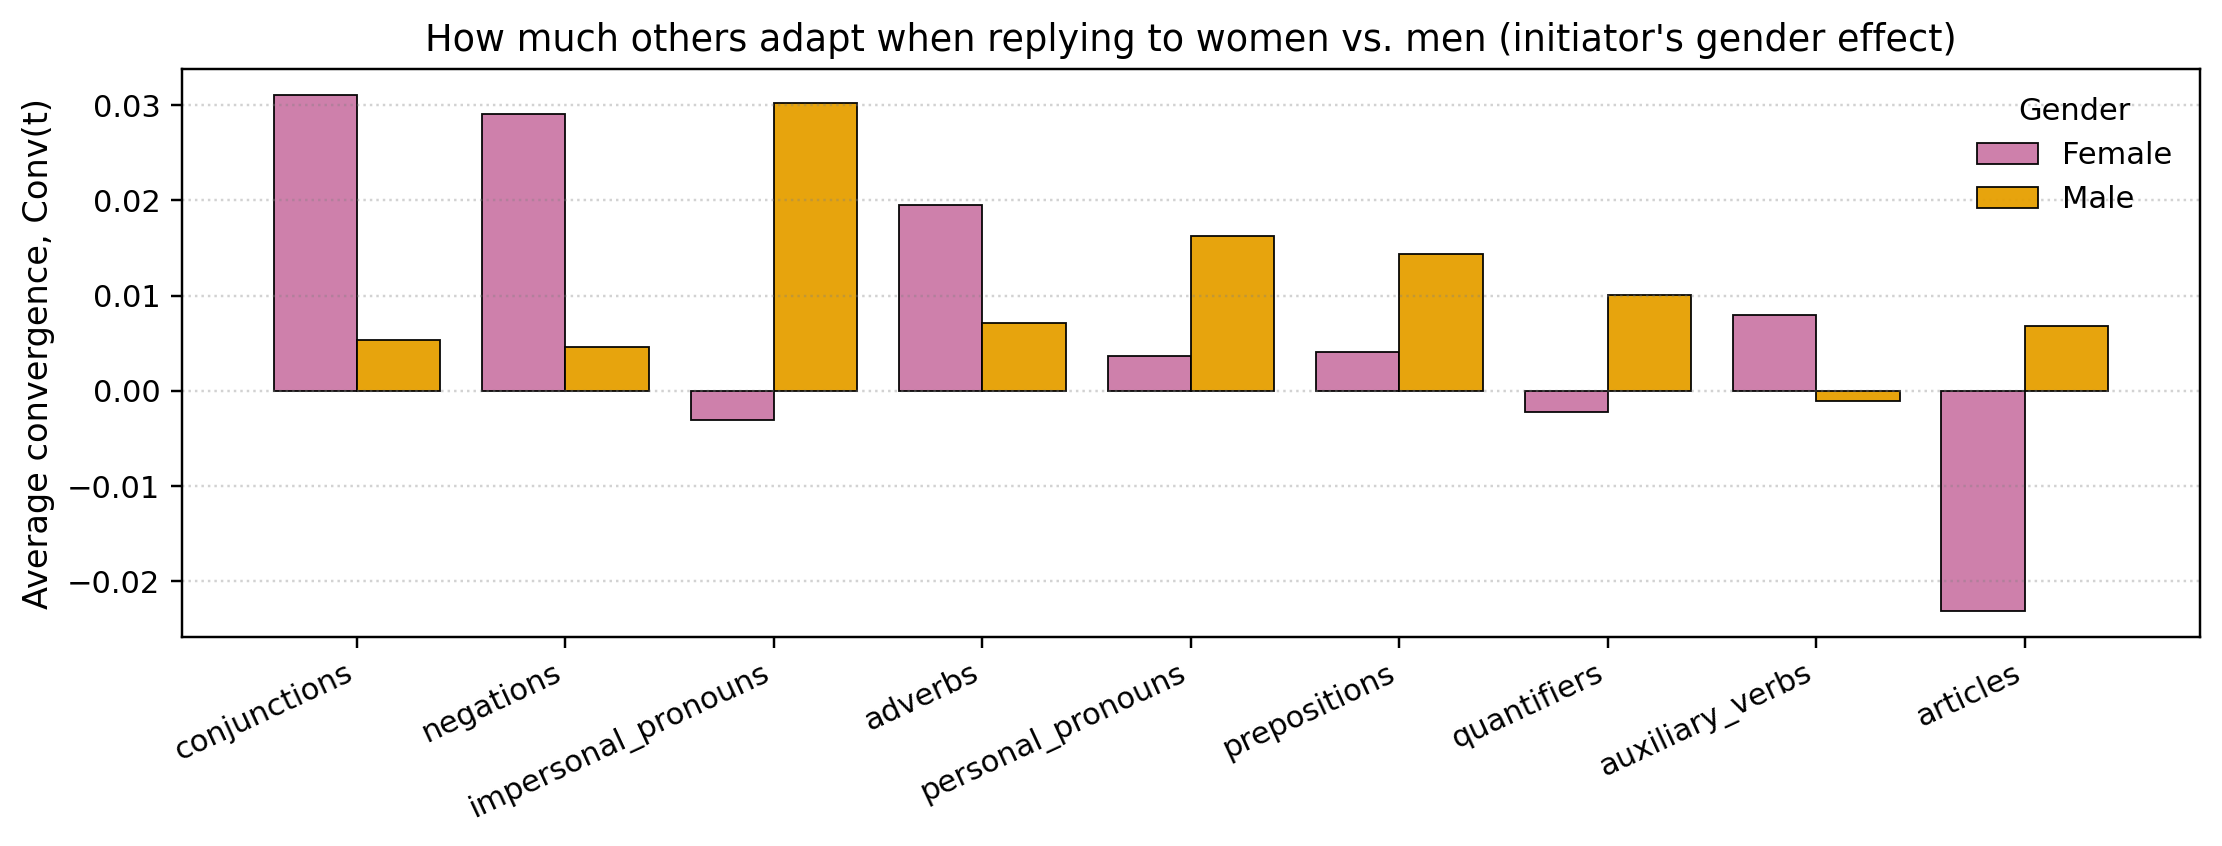 How much others adapt when replying to women vs. men (initiator's gender effect)
Average convergence, Conv(t)
0.03
0.02
0.01
0.00
−0.01
−0.02
Gender
Female
Male
conjunctions
negations
impersonal_pronouns
adverbs
personal_pronouns
prepositions
quantifiers
auxiliary_verbs
articles